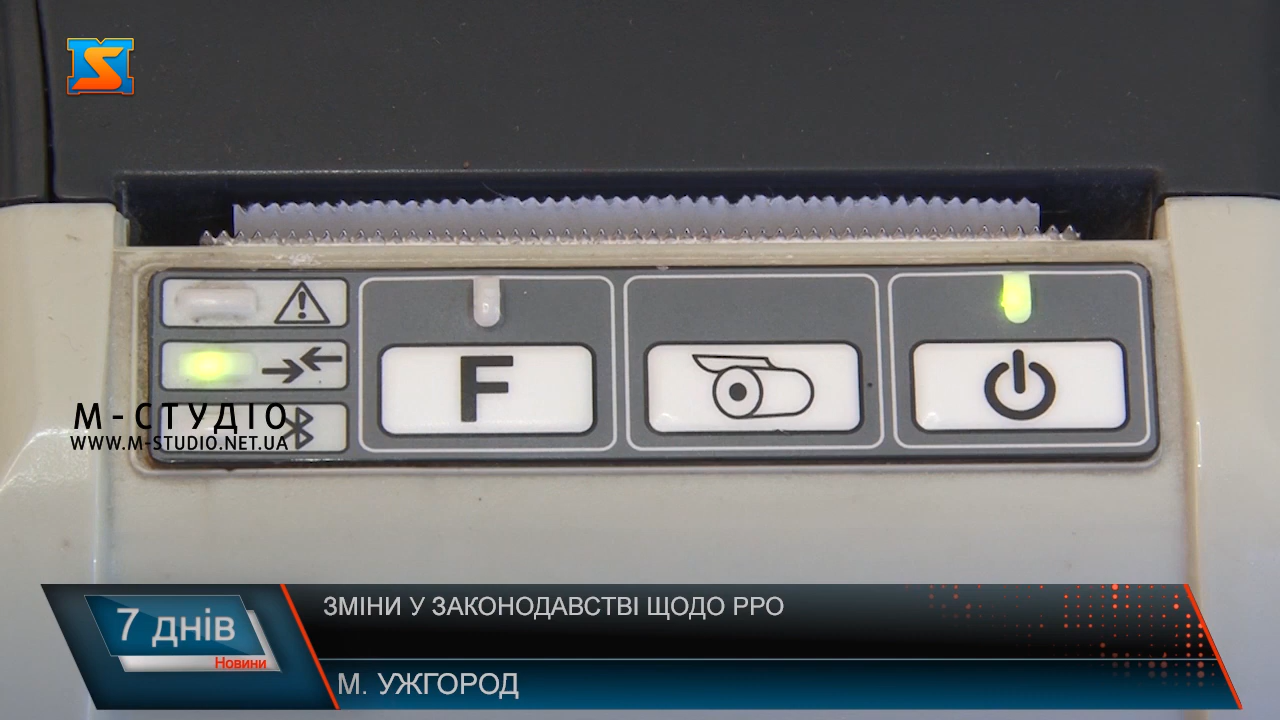 F
М-СТУДІО
WWW.M-STUDIO.NET.UA
7 днів
Новини
ЗМІНИ У ЗАКОНОДАВСТВІ ЩОДО РРО
М. УЖГОРОД